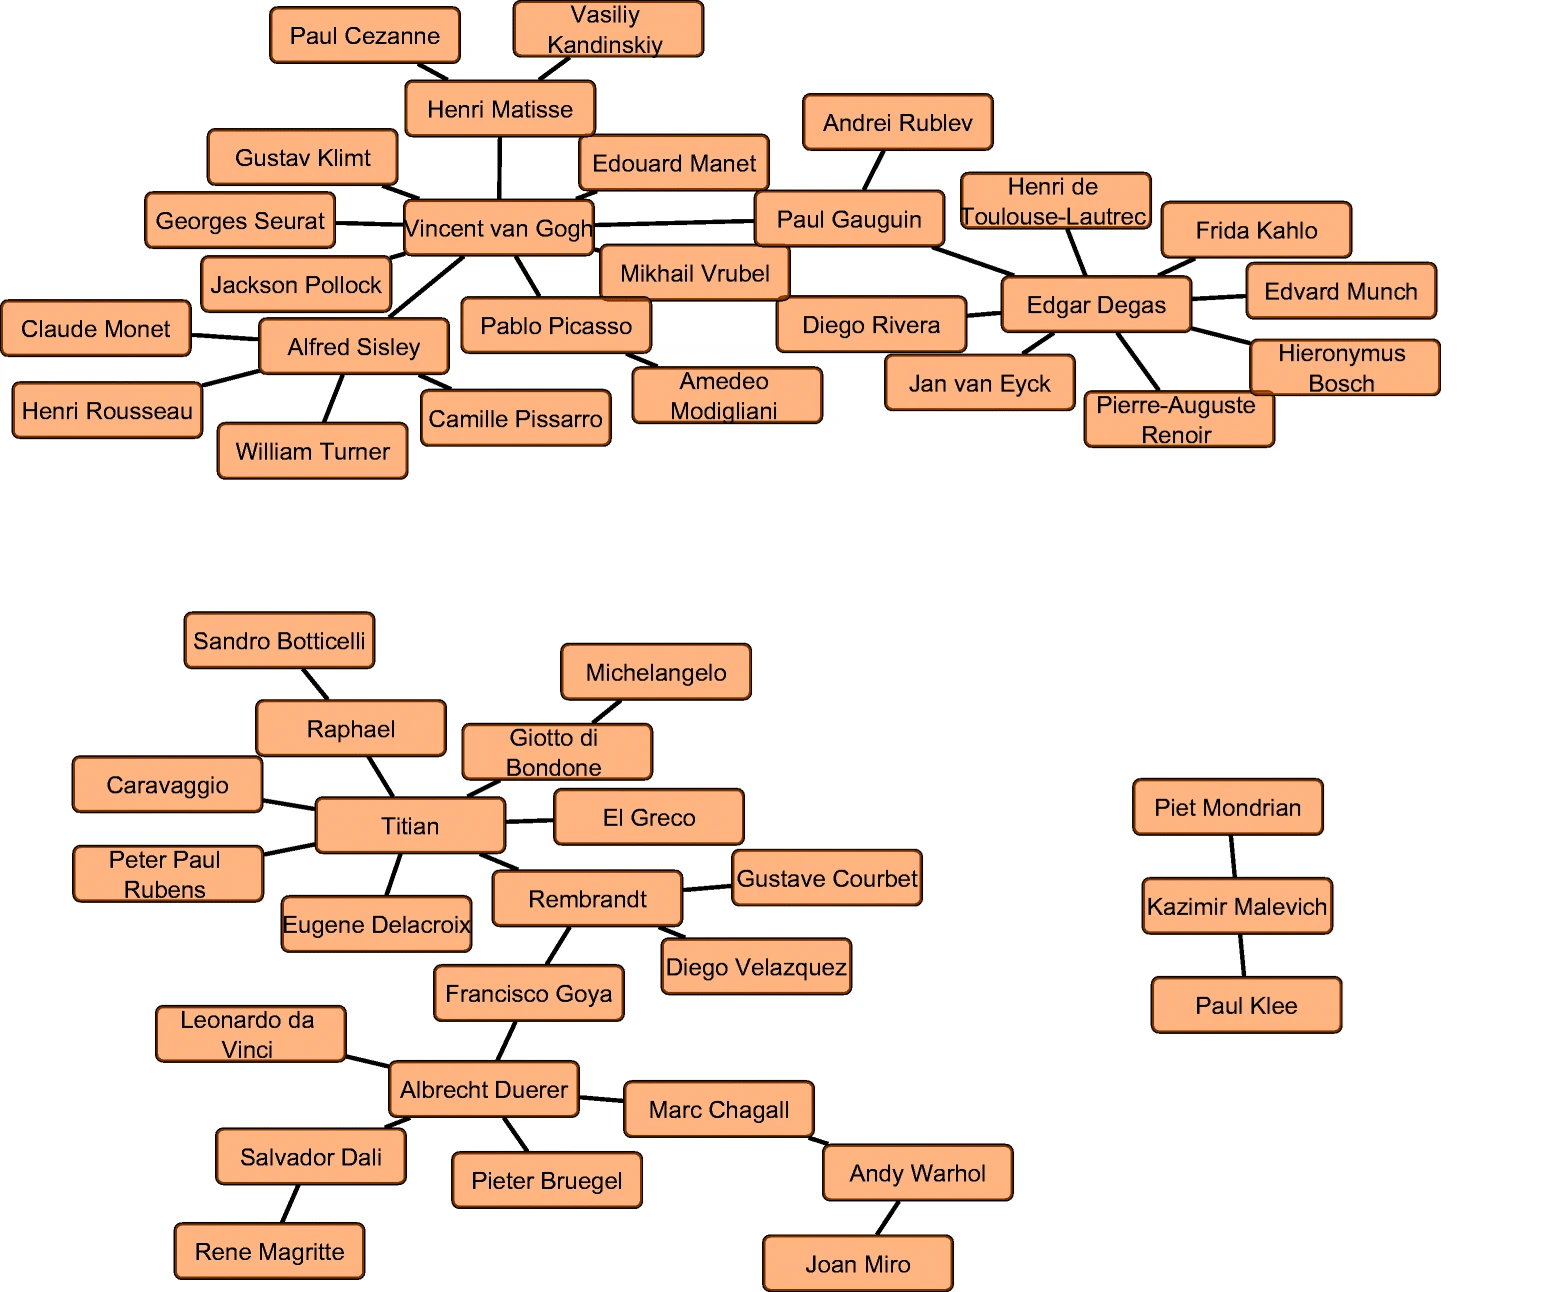 Paul Cezanne
Vasiliy
Kandinskiy
Henri Matisse
Andrei Rublev
Gustav Klimt
Edouard Manet
Henri de
Toulouse-Lautrec
Georges Seurat
Vincent van Gogh
Paul Gauguin
Frida Kahlo
Jackson Pollock
Mikhail Vrubel
Edvard Munch
Edgar Degas
Claude Monet
Alfred Sisley
Pablo Picasso
Diego Rivera
Hieronymus
Bosch
Jan van Eyck
Henri Rousseau
Camille Pissarro
Amedeo
Modigliani
Pierre-Auguste
Renoir
William Turner
Sandro Botticelli
Michelangelo
Raphael
Giotto di
Bondone
Caravaggio
Titian
El Greco
Piet Mondrian
Peter Paul
Rubens
Rembrandt
Gustave Courbet
Kazimir Malevich
Eugene Delacroix
Diego Velazquez
Francisco Goya
Paul Klee
Leonardo da
Vinci
Albrecht Duerer
Marc Chagall
Salvador Dali
Pieter Bruegel
Andy Warhol
Rene Magritte
Joan Miro